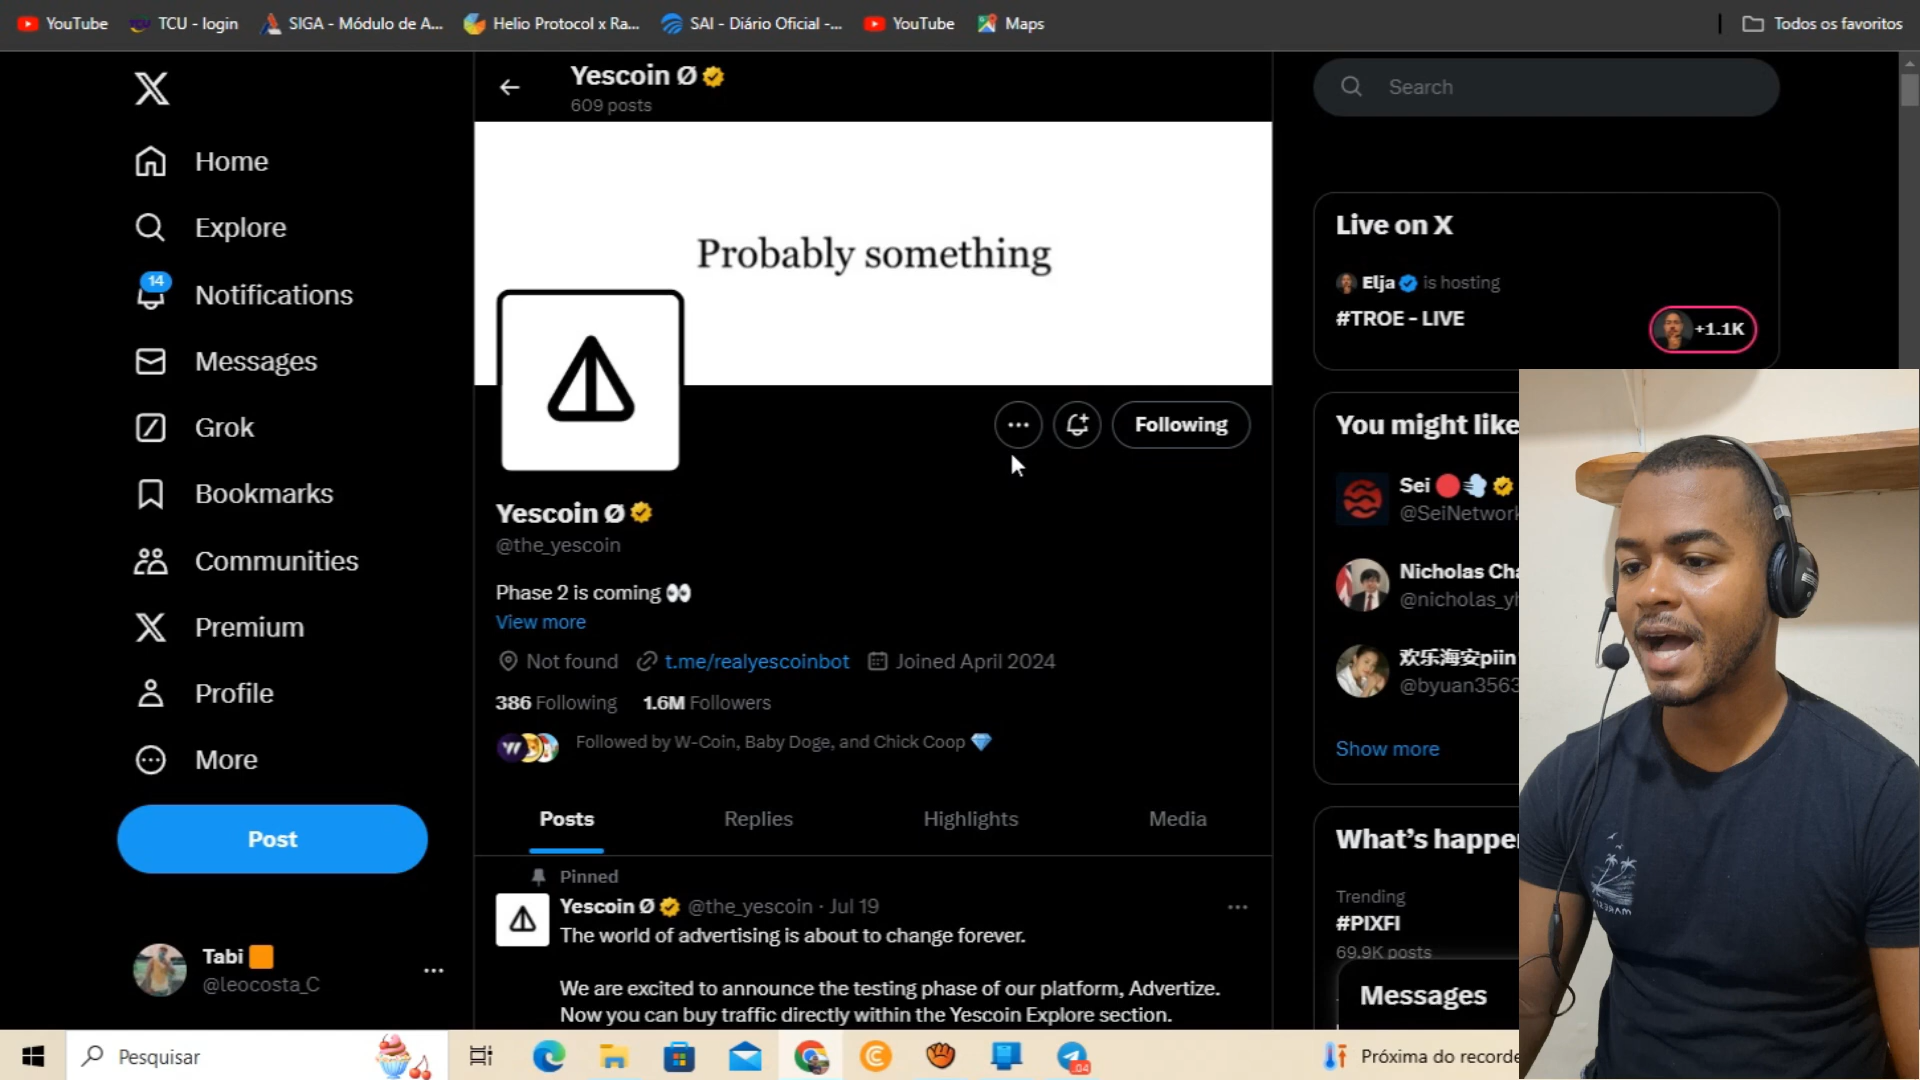 YouTube
TCU - login
SIGA - Módulo de A...
Helio Protocol x Ra...
SAI - Diário Oficial -...
YouTube
Maps
Todos os favoritos
Home
Explore
14
Notifications
Messages
Grok
Bookmarks
Communities
Premium
Profile
More
Post
Tabi
@leocosta_C
Yescoin Ø
609 posts
Probably something
Following
Yescoin Ø
@the_yescoin
Phase 2 is coming
View more
Not found t.me/realyescoinbot Joined April 2024
386 Following 1.6M Followers
Followed by W-Coin, Baby Doge, and Chick Coop
Posts Replies Highlights Media
Pinned
Yescoin Ø @the_yescoin · Jul 19
The world of advertising is about to change forever.
We are excited to announce the testing phase of our platform, Advertize.
Now you can buy traffic directly within the Yescoin Explore section.
Search
Live on X
Elja is hosting
#TROE - LIVE
+1.1K
You might like
Sei
@SeiNetwork
Nicholas Cha
@nicholas_yh
欢乐海安piin
@byuan3563
Show more
What's happe
Trending
#PIXFI
69.9K posts
Messages
Pesquisar
Próxima do recorde